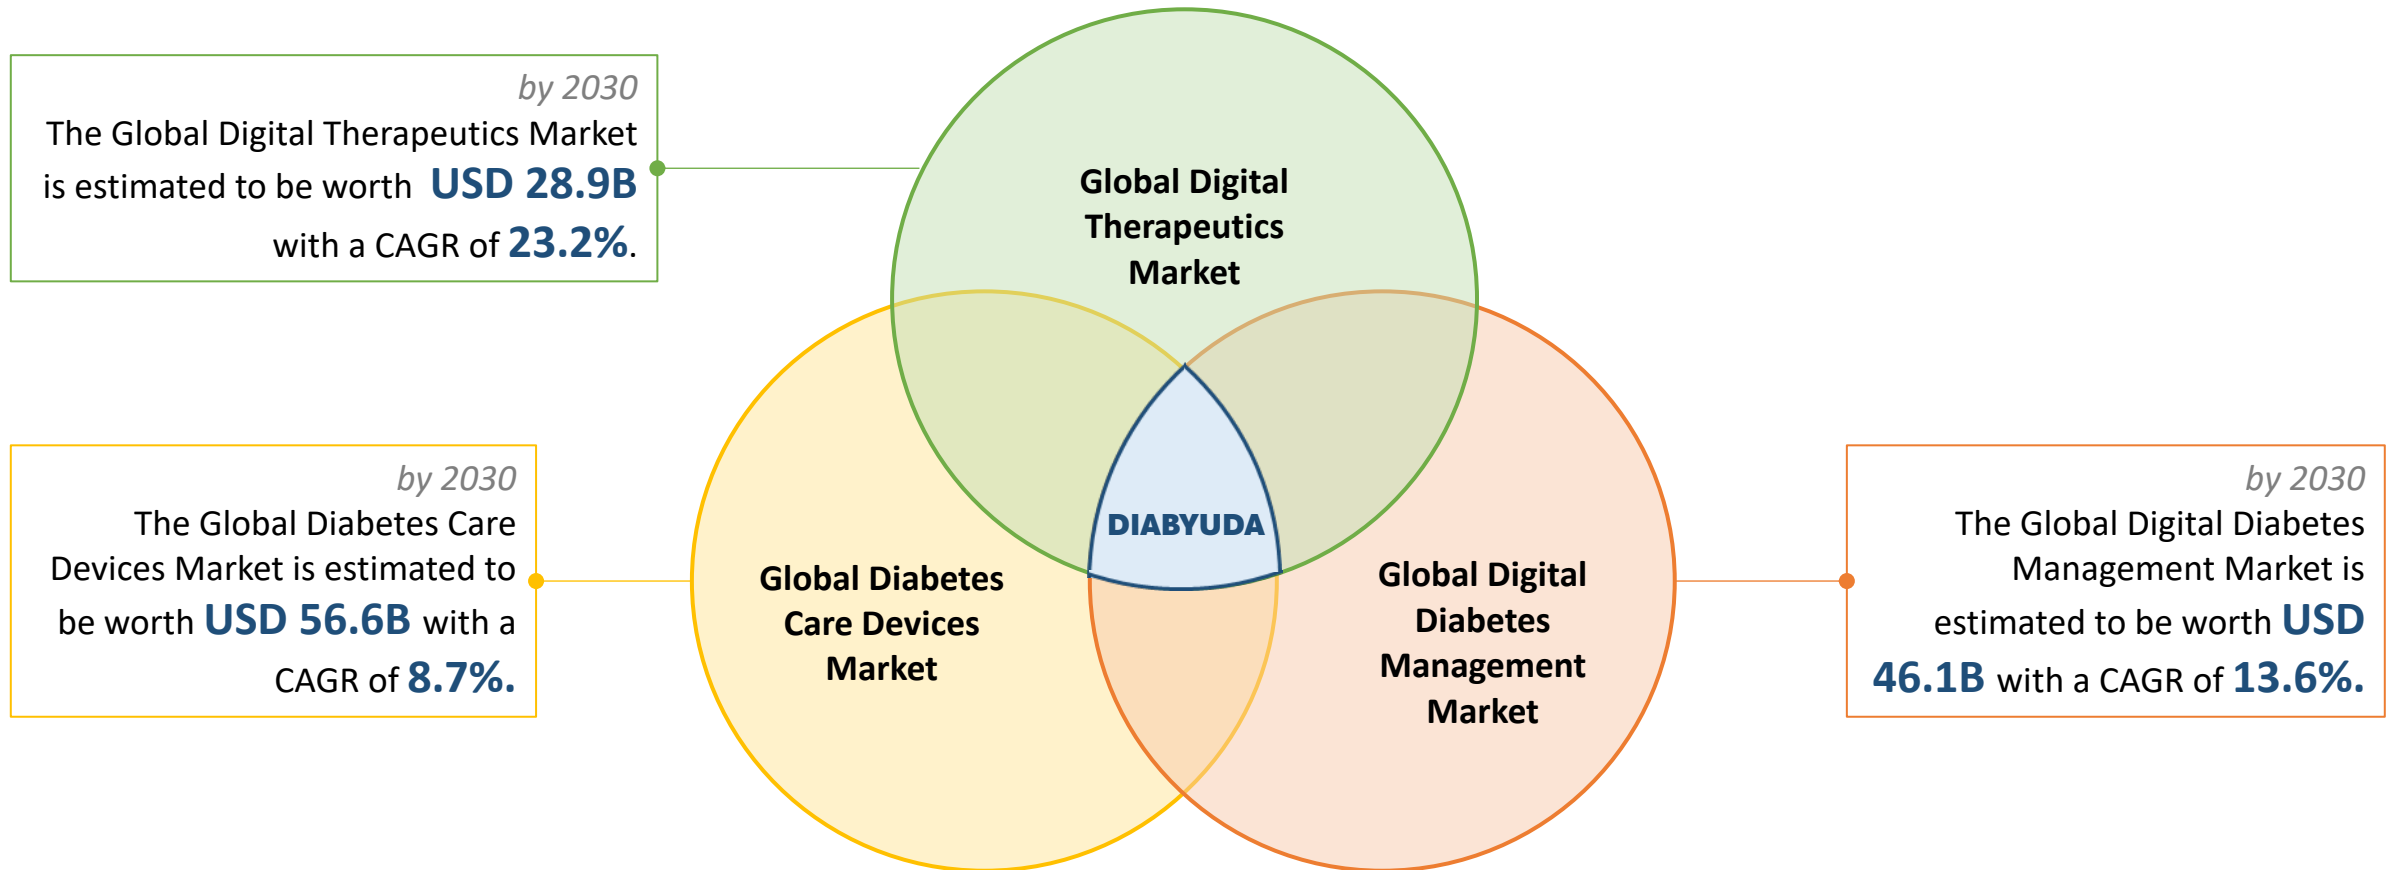 by 2030
The Global Digital Therapeutics Market
is estimated to be worth USD 28.9B
with a CAGR of 23.2%.
Global Digital
Therapeutics
Market
by 2030
The Global Diabetes Care
Devices Market is estimated to
be worth USD 56.6B with a
CAGR of 8.7%.
Global Diabetes
Care Devices
Market
DIABYUDA
Global Digital
Diabetes
Management
Market
by 2030
The Global Digital Diabetes
Management Market is
estimated to be worth USD
46.1B with a CAGR of 13.6%.